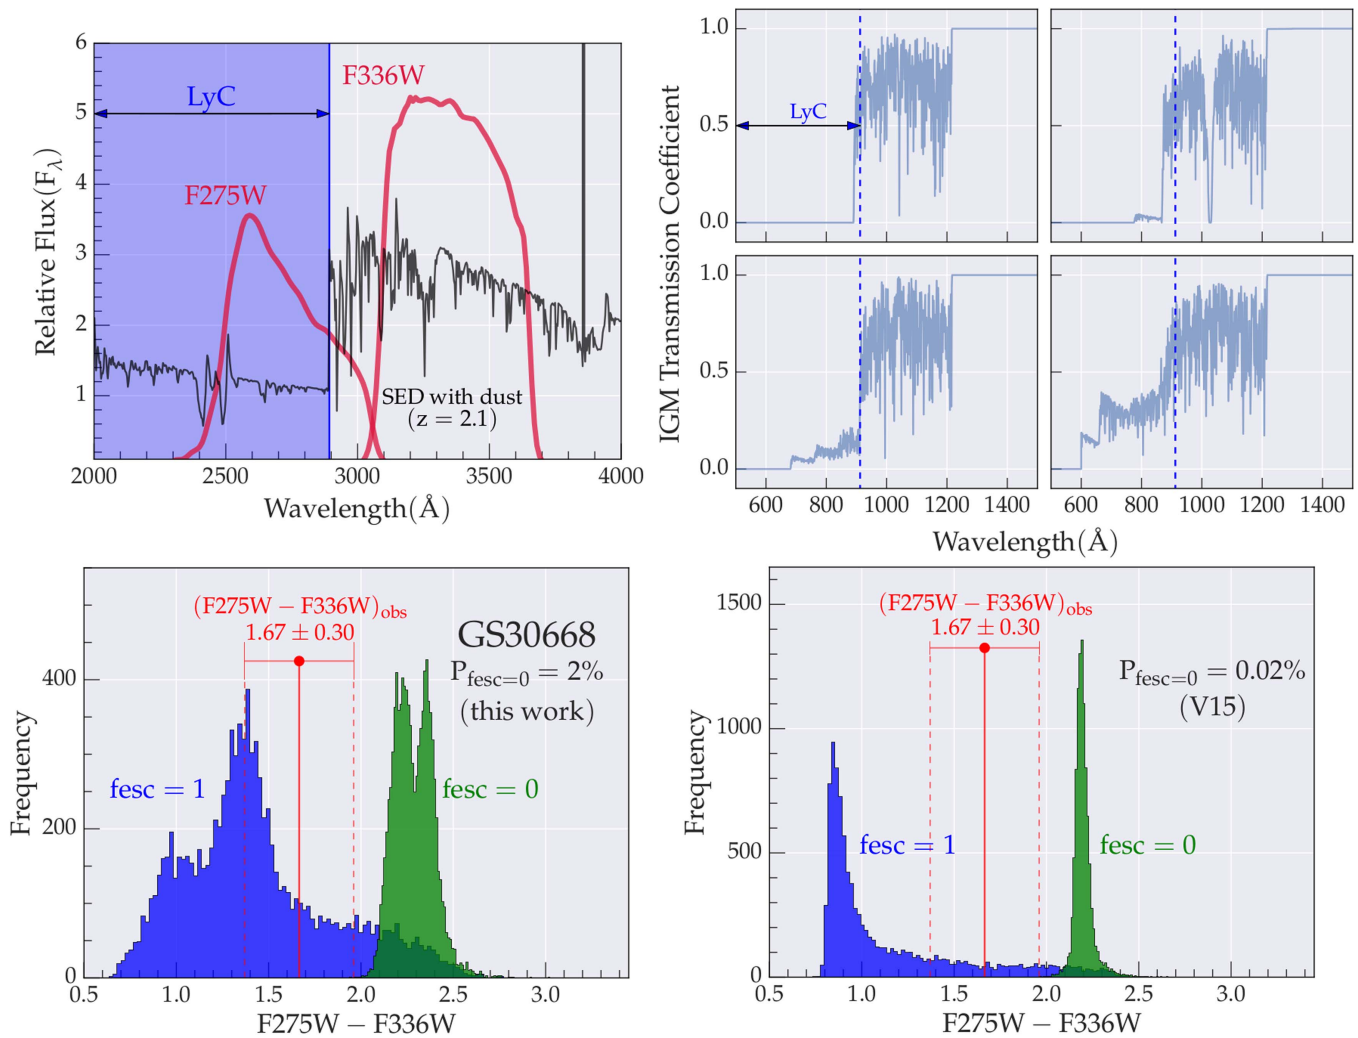 6
5
4
3
2
1
2000 2500 3000 3500 4000
Relative Flux(Fλ)
Wavelength(Å)
LyC
F275W
F336W
SED with dust
(z = 2.1)
1.0
0.5
0.0
1.0
0.5
0.0
LyC
IGM Transmission Coefficient
600 800 1000 1200 1400
600 800 1000 1200 1400
Wavelength(Å)
400
200
0
0.5 1.0 1.5 2.0 2.5 3.0
Frequency
F275W − F336W
(F275W − F336W)obs
1.67 ± 0.30
GS30668
Pfesc=0 = 2%
(this work)
fesc = 1
fesc = 0
1500
1000
500
0
0.5 1.0 1.5 2.0 2.5 3.0
Frequency
F275W − F336W
(F275W − F336W)obs
1.67 ± 0.30
Pfesc=0 = 0.02%
(V15)
fesc = 1
fesc = 0